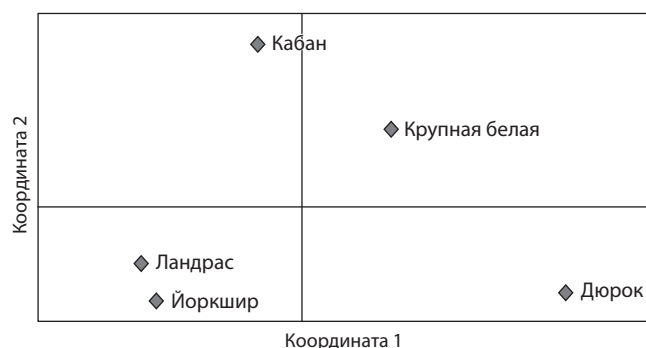 Кабан
Крупная белая
Координата 2
Ландрас
Йоркшир
Дюрок
Координата 1